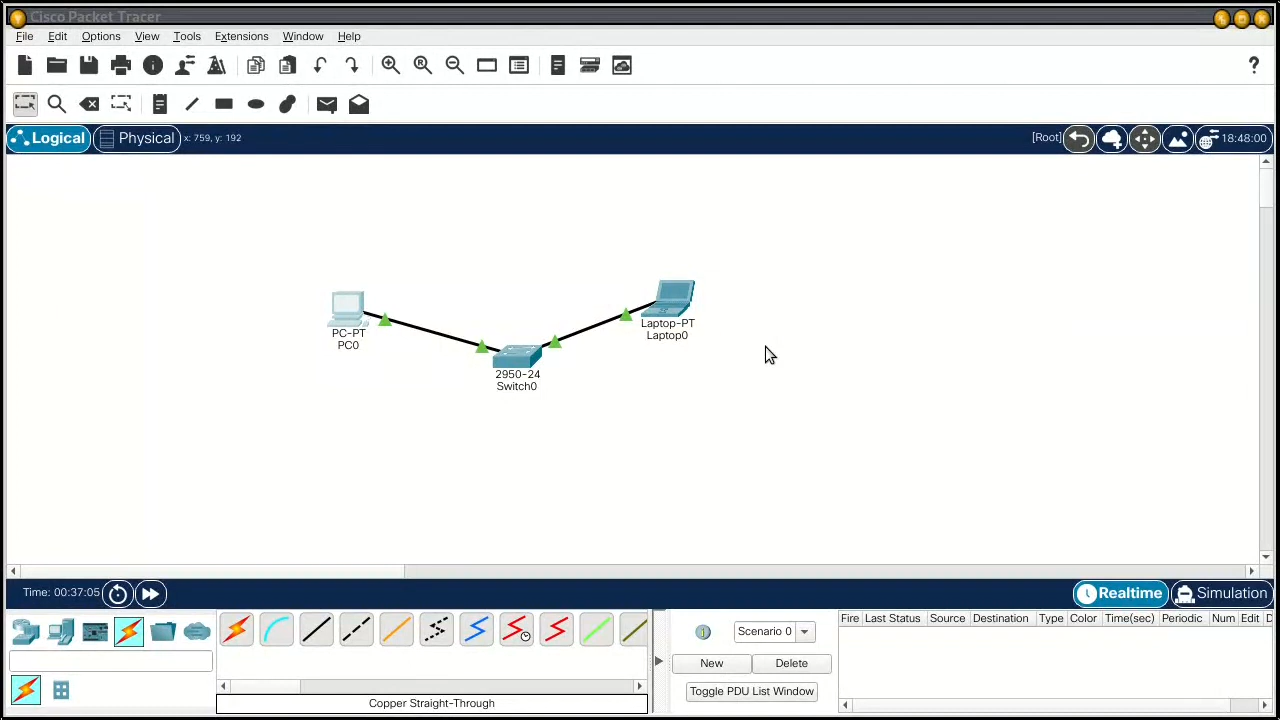 Cisco Packet Tracer
File Edit Options View Tools Extensions Window Help
?
Logical Physical x: 759, y: 192 [Root] 18:48:00
PC-PT
PC0
Laptop-PT
Laptop0
2950-24
Switch0
Time: 00:37:05 Realtime Simulation
Scenario 0
New Delete
Toggle PDU List Window
Fire Last Status Source Destination Type Color Time(sec) Periodic Num Edit D
Copper Straight-Through